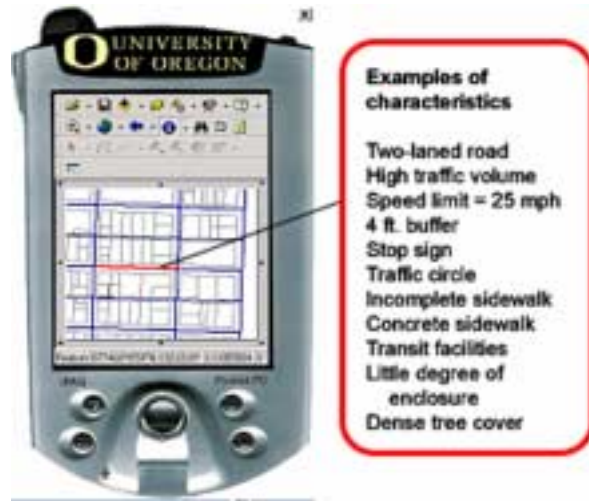 UNIVERSITY
OF OREGON
Examples of
characteristics
Two-laned road
High traffic volume
Speed limit = 25 mph
4 ft. buffer
Stop sign
Traffic circle
Incomplete sidewalk
Concrete sidewalk
Transit facilities
Little degree of
enclosure
Dense tree cover